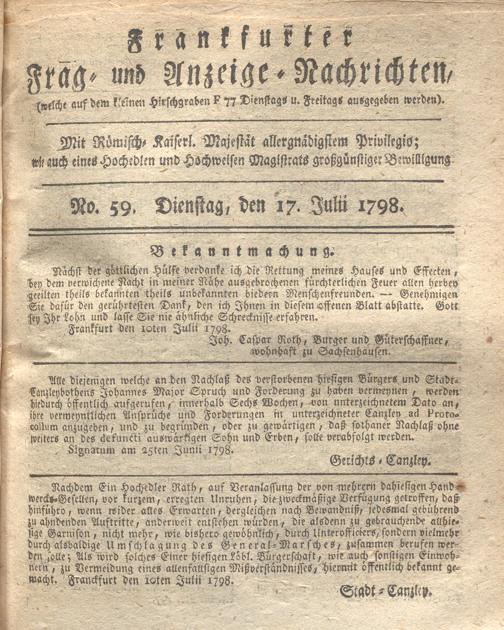 Frankfurter
Frag- und Anzeige-Nachrichten,
(welche auf dem kleinen Hirschgraben F 77 Dienstags u. Freitags ausgegeben werden).
Mit Römisch-Kaiserl. Majestät allergnädigstem Privilegio;
wie auch eines Hochedlen und Hochweisen Magistrats großgünstiger Bewilligung
No. 59. Dienstag, den 17. Julii 1798.
Bekanntmachung.
Nächst der göttlichen Hülfe verdanke ich die Rettung meines Hauses und Effecten,
bey dem verwichene Nacht in meiner Nähe ausgebrochenen fürchterlichen Feuer allen herbey
geeilten theils bekannten theils unbekannten biedern Menschenfreunden. — Genehmigen
Sie dafür den gerührtesten Dank, den ich Ihnen in diesem offenen Blatt abstatte. Gott
sey Ihr Lohn und lasse Sie nie ähnliche Schrecknisse erfahren.
Frankfurt den 10ten Julii 1798.
Joh. Caspar Roth, Burger und Güterschaffner,
wohnhaft zu Sachsenhausen.
Alle diejenigen welche an den Nachlaß des verstorbenen hiesigen Bürgers und Stadt-
Canzleybothens Johannes Major Spruch und Forderung zu haben vermeynen, werden
hiedurch öffentlich aufgerufen, innerhalb Sechs Wochen, von unterzeichnetem Dato an,
ihre vermeyntlichen Ansprüche und Forderungen in unterzeichneter Canzley ad Proto-
collum anzugeben, und zu begründen, oder zu gewärtigen, daß sothaner Nachlaß ohne
weiters an des defuncti auswärtigen Sohn und Erben, solle verabfolgt werden.
Signatum am 25ten Junii 1798.
Gerichts-Canzley.
Nachdem Ein Hochedler Rath, auf Veranlassung der von mehrern dahiesigen Hand
werds-Gesellen, vor kurzem, erregten Unruhen, die zweckmäßige Verfügung getroffen, daß
hinführo, wenn wider alles Erwarten, dergleichen nach Bewandniß, jedesmal gebührend
zu ahndenden Auftritte, anderweit entstehen würden, die alsdenn zu gebrauchende allhie-
sige Garnison, nicht mehr, wie bishero gewöhnlich, durch Unterofficiers, sondern vielmehr
durch alsbaldige Umschlagung des General-Marsches, zusammen berufen wer-
den solle; Als wird solches Einer hiesigen Löbl. Bürgerschaft, wie auch sonstigen Einwoh-
nern, zu Vermeidung eines allenfalsigen Mißverständnisses, hiermit öffentlich bekannt ge-
macht. Franckfurt den 10ten Julii 1798.
Stadt-Canzley.